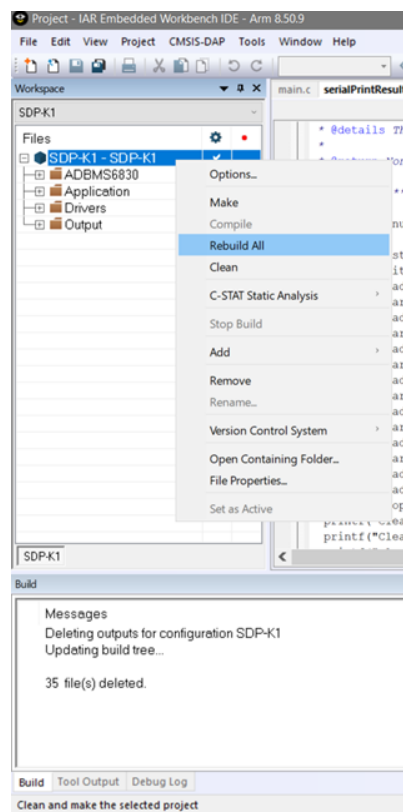 Project - IAR Embedded Workbench IDE - Arm 8.50.9
File Edit View Project CMSIS-DAP Tools Window Help
Workspace
main.c serialPrintResul
SDP-K1
Files
* @details Th
*
SDP-K1 - SDP-K1
ADBMS6830
Application
Drivers
Output
Options...
Make
Compile
Rebuild All
Clean
C-STAT Static Analysis
Stop Build
Add
Remove
Rename...
Version Control System
Open Containing Folder...
File Properties...
Set as Active
printf("Clea
SDP-K1
Build
Messages
Deleting outputs for configuration SDP-K1
Updating build tree...
35 file(s) deleted.
Build Tool Output Debug Log
Clean and make the selected project